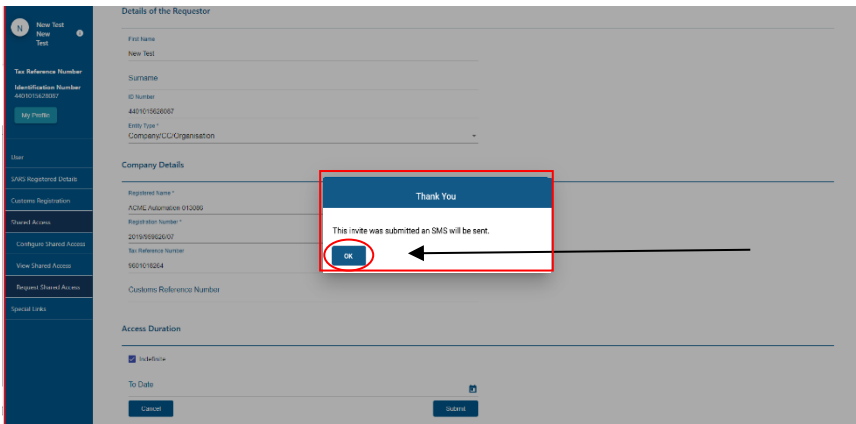 Details of the Requestor
N
New Test
New
Test
First Name
New Test
Tax Reference Number
Surname
Identification Number
4401015628087
ID Number
4401015628087
My Profile
Entity Type *
Company/CC/Organisation
User
Company Details
SARS Registered Details
Registered Name *
Customs Registration
ACME Automation 013086
Shared Access
Registration Number *
2019/989826/07
Configure Shared Access
Tax Reference Number
View Shared Access
9601018264
Request Shared Access
Customs Reference Number
Special Links
Thank You
This invite was submitted an SMS will be sent.
OK
Access Duration
Indefinite
To Date
Cancel
Submit